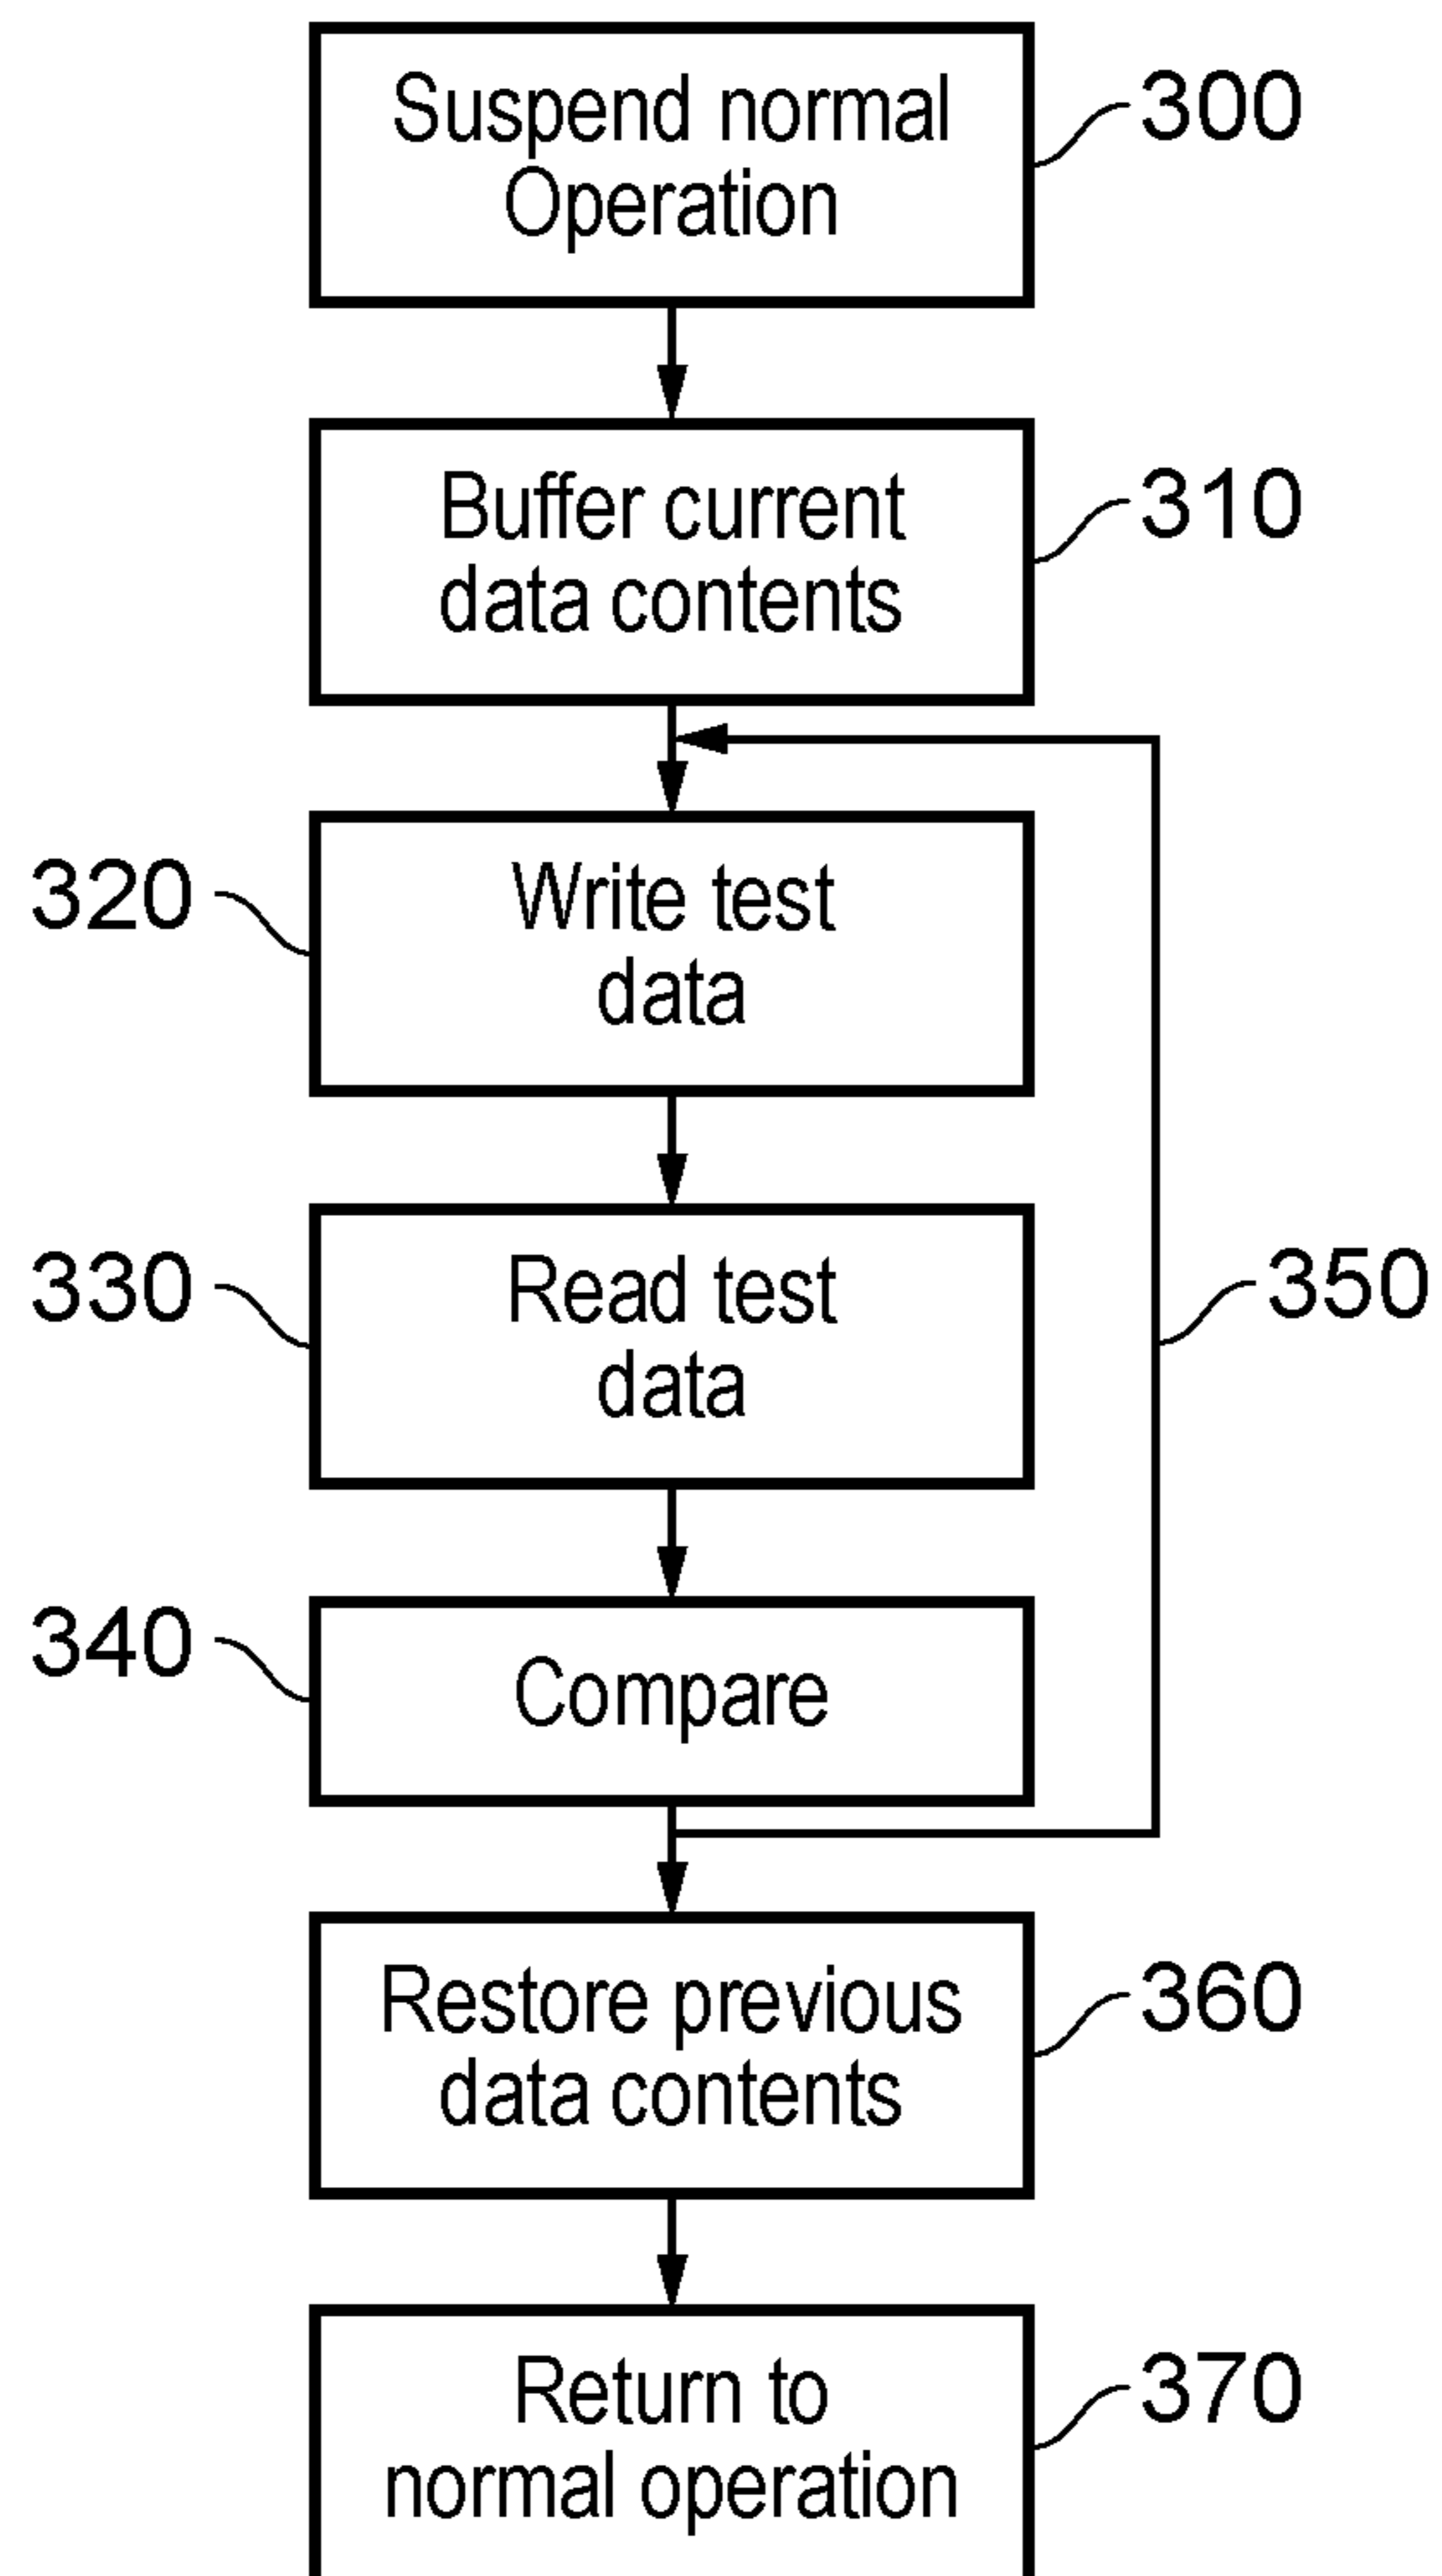 Suspend normal
Operation
300
Buffer current
data contents
310
320
Write test
data
330
Read test
data
350
340
Compare
Restore previous
data contents
360
Return to
normal operation
370